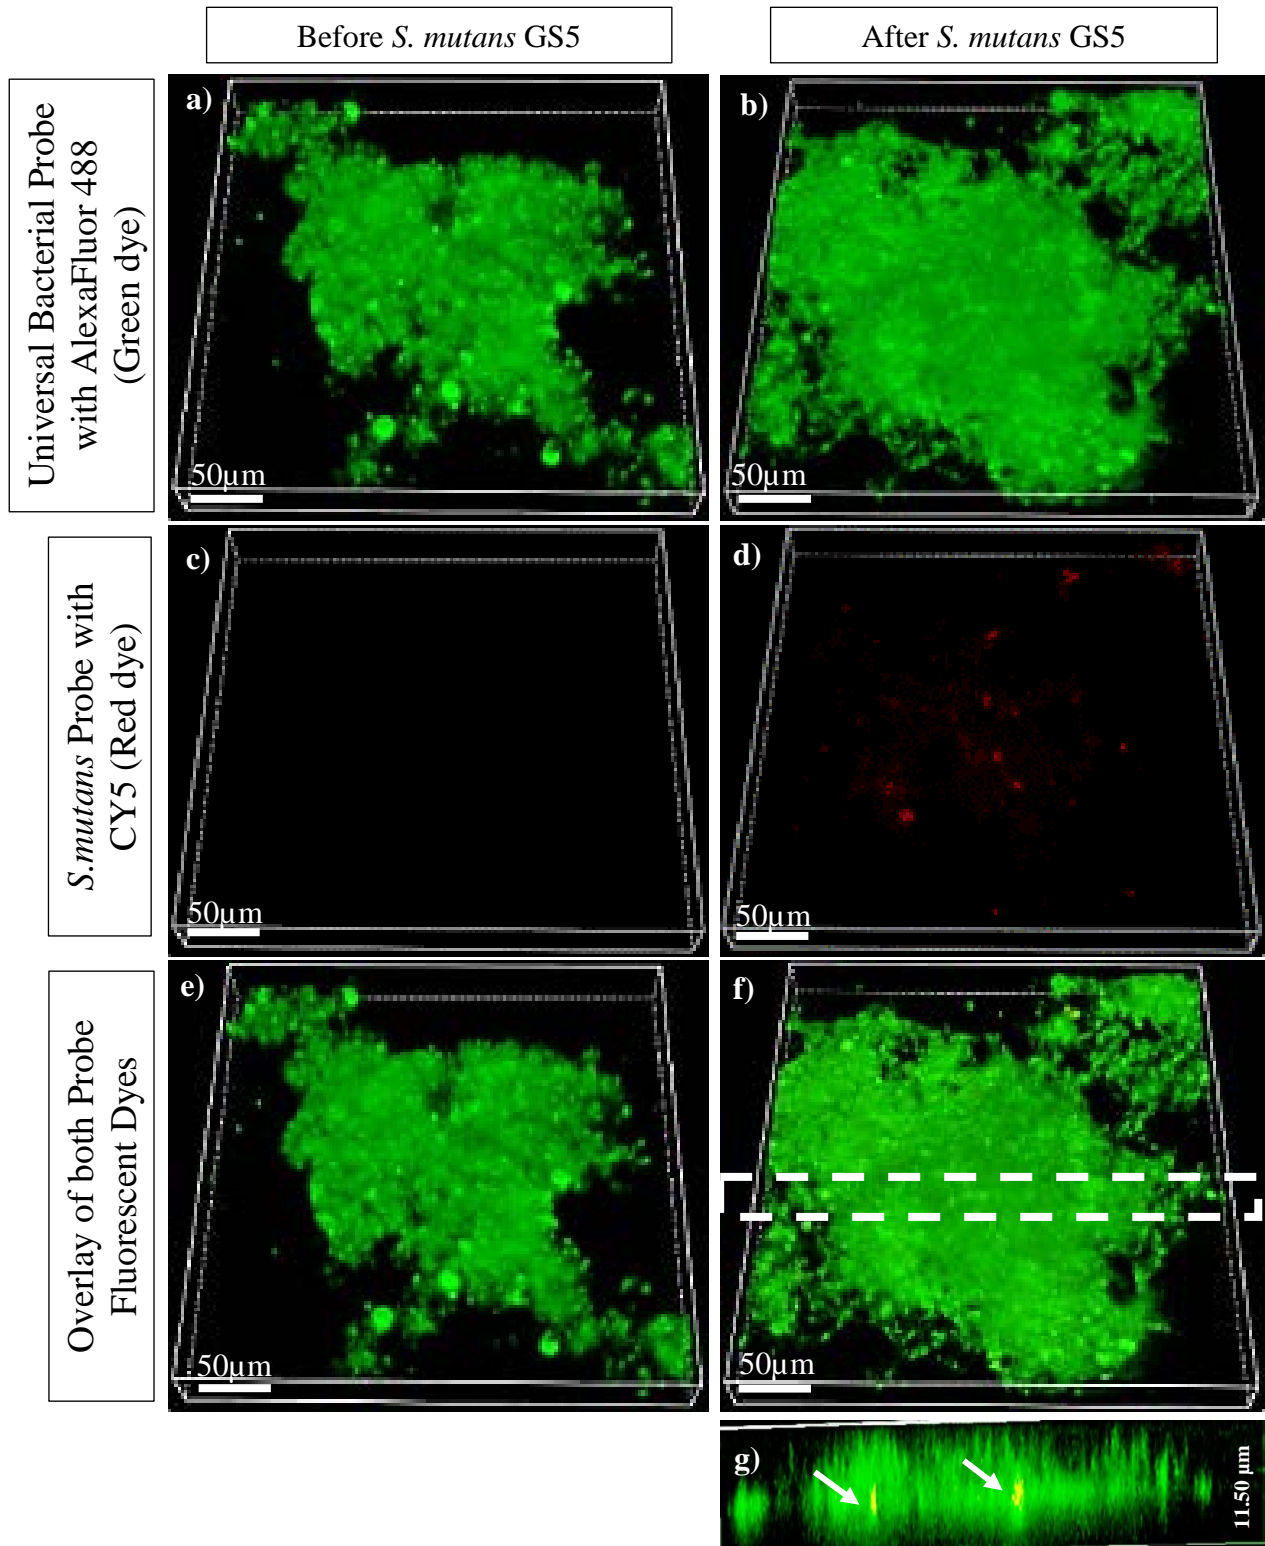 Before S. mutans GS5
After S. mutans GS5
Universal Bacterial Probe
with AlexaFluor 488
(Green dye)
a)
50µm
b)
50µm
S.mutans Probe with
CY5 (Red dye)
c)
50µm
d)
50µm
Overlay of both Probe
Fluorescent Dyes
e)
50µm
f)
50µm
g)
11.50 µm